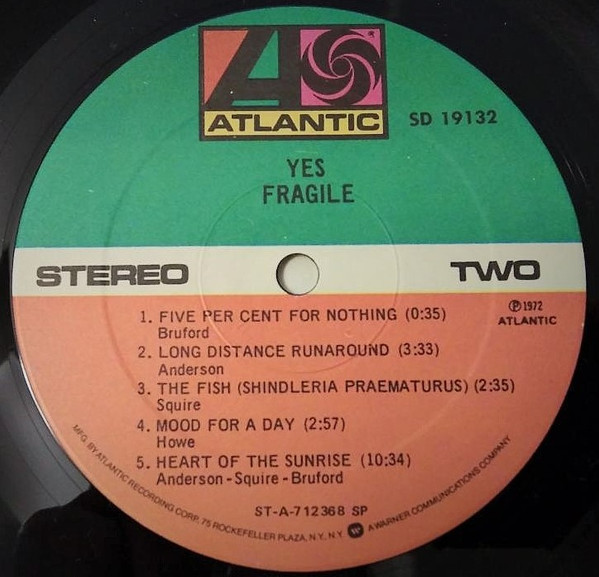 ATLANTIC
SD 19132
YES
FRAGILE
STEREO TWO
℗ 1972
ATLANTIC
1. FIVE PER CENT FOR NOTHING (0:35)
Bruford
2. LONG DISTANCE RUNAROUND (3:33)
Anderson
3. THE FISH (SHINDLERIA PRAEMATURUS) (2:35)
Squire
4. MOOD FOR A DAY (2:57)
Howe
5. HEART OF THE SUNRISE (10:34)
Anderson - Squire - Bruford
ST-A-712368 SP
MFG. BY ATLANTIC RECORDING CORP. 75 ROCKEFELLER PLAZA, N.Y., N.Y. W A WARNER COMMUNICATIONS COMPANY